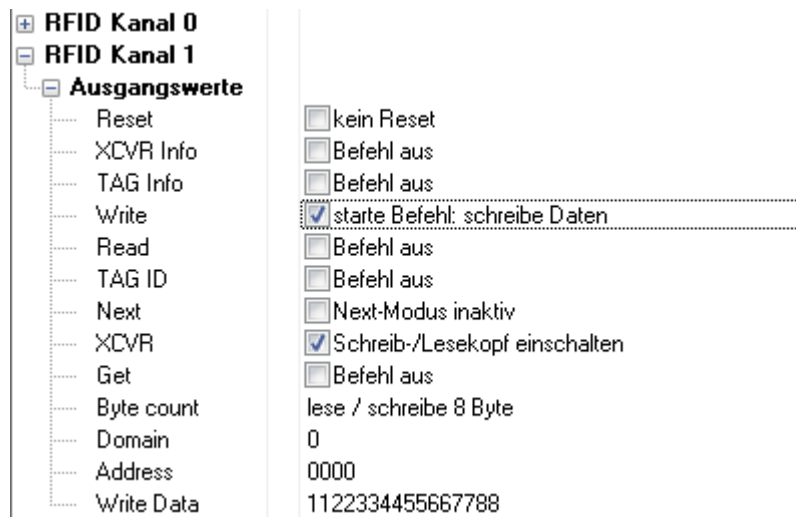 RFID Kanal 0
RFID Kanal 1
Ausgangswerte
Reset kein Reset
XCVR Info Befehl aus
TAG Info Befehl aus
Write starte Befehl: schreibe Daten
Read Befehl aus
TAG ID Befehl aus
Next Next-Modus inaktiv
XCVR Schreib-/Lesekopf einschalten
Get Befehl aus
Byte count lese / schreibe 8 Byte
Domain 0
Address 0000
Write Data 1122334455667788